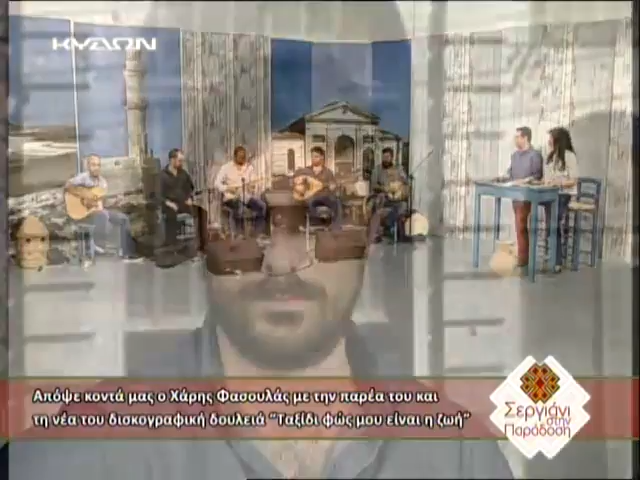 ΚΥΔΩΝ
Απόψε κοντά μας ο Χάρης Φασουλάς με την παρέα του και
τη νέα του δισκογραφική δουλειά "Ταξίδι φώς μου είναι η ζωή"
Σεργιάνι
στην
Παράδοση